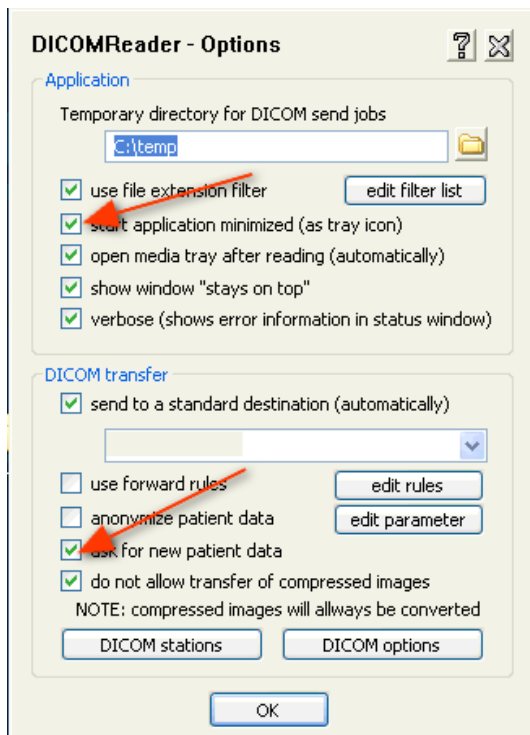 DICOMReader - Options
Application
Temporary directory for DICOM send jobs
C:\temp
use file extension filter
edit filter list
start application minimized (as tray icon)
open media tray after reading (automatically)
show window "stays on top"
verbose (shows error information in status window)
DICOM transfer
send to a standard destination (automatically)
use forward rules
edit rules
anonymize patient data
edit parameter
ask for new patient data
do not allow transfer of compressed images
NOTE: compressed images will allways be converted
DICOM stations
DICOM options
OK